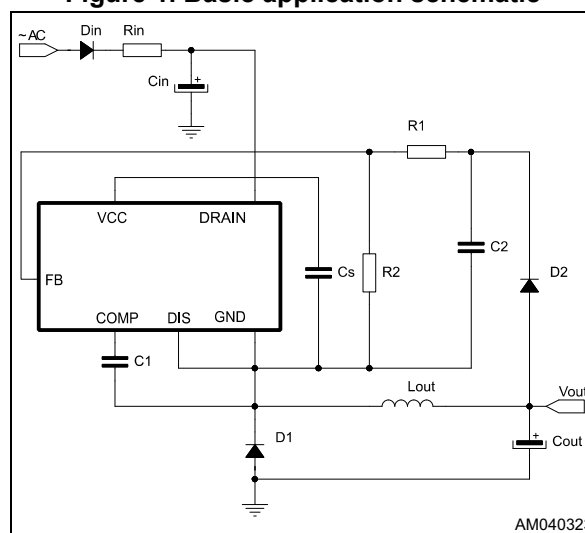 Figure 1. Basic application schematic
~AC
Din
Rin
Cin
+
R1
VCC
DRAIN
FB
Cs
R2
C2
D2
COMP
DIS
GND
C1
Lout
Vout
D1
+
Cout